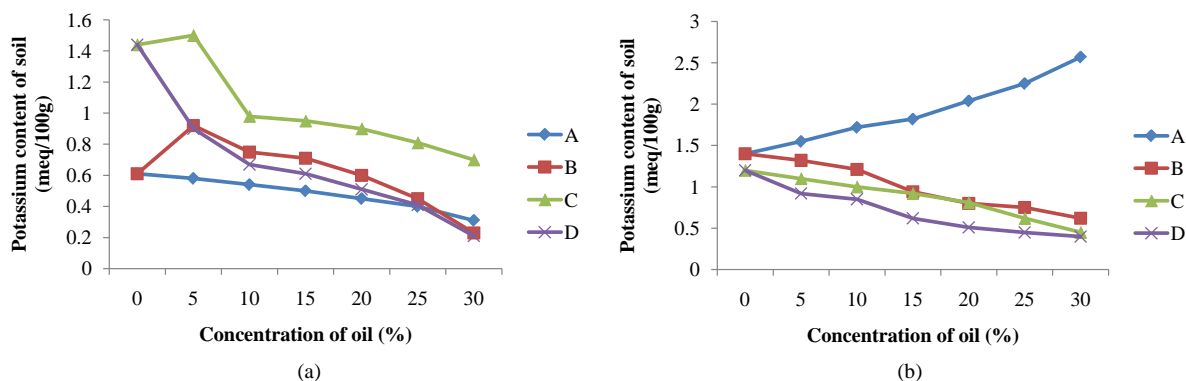 Potassium content of soil
(meq/100g)
1.6
1.4
1.2
1
0.8
0.6
0.4
0.2
0
0 5 10 15 20 25 30
Concentration of oil (%)
A
B
C
D
(a)
Potassium content of soil
(meq/100g)
3
2.5
2
1.5
1
0.5
0
0 5 10 15 20 25 30
Concentration of oil (%)
A
B
C
D
(b)